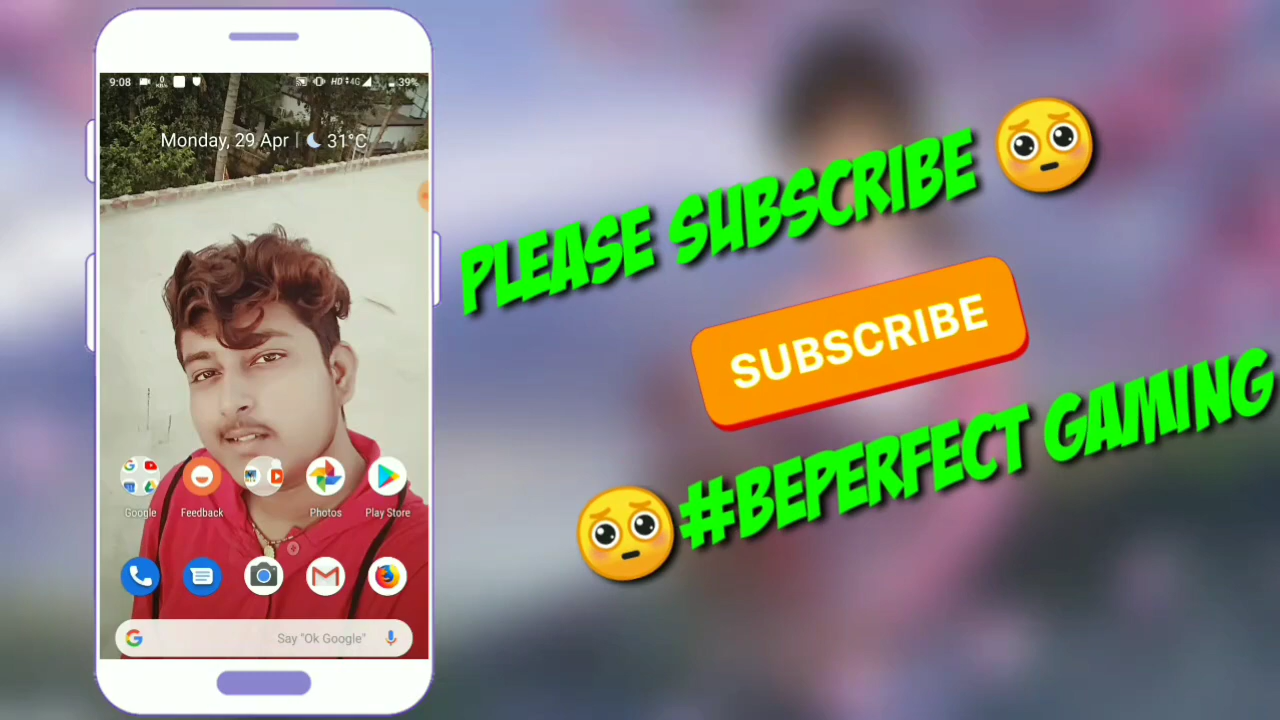 9:08
HD 4G 39%
Monday, 29 Apr | 31°C
PLEASE SUBSCRIBE
SUBSCRIBE
#BEPERFECT GAMING
Google Feedback Photos Play Store
Say "Ok Google"